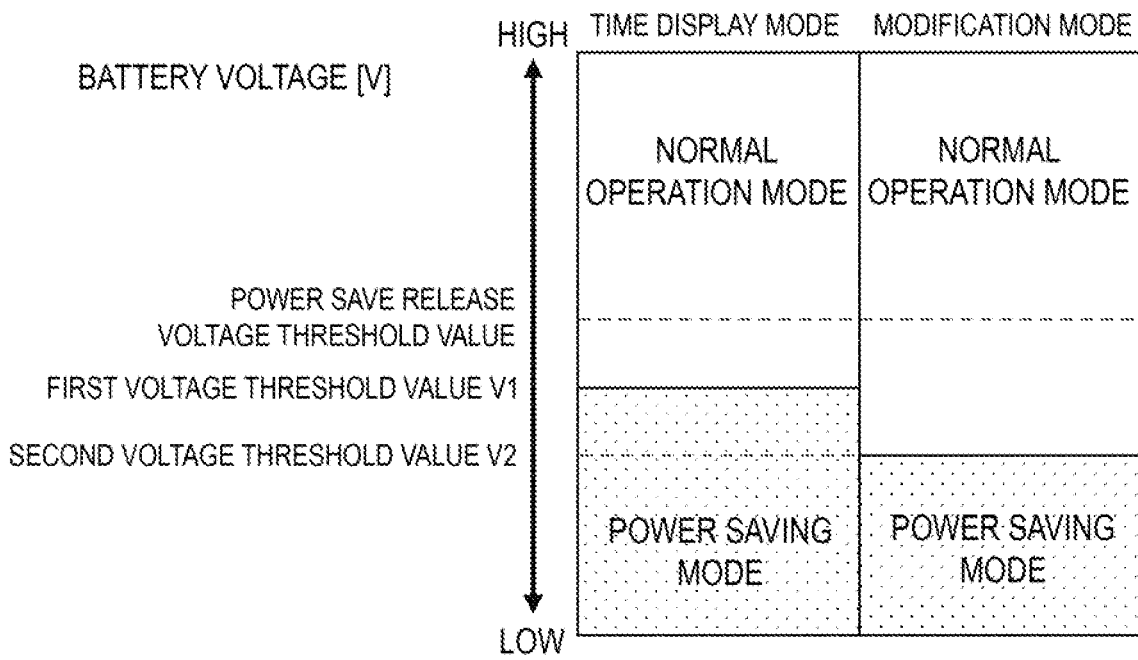 HIGH
TIME DISPLAY MODE
MODIFICATION MODE
BATTERY VOLTAGE [V]
NORMAL
OPERATION MODE
NORMAL
OPERATION MODE
POWER SAVE RELEASE
VOLTAGE THRESHOLD VALUE
FIRST VOLTAGE THRESHOLD VALUE V1
SECOND VOLTAGE THRESHOLD VALUE V2
POWER SAVING
MODE
POWER SAVING
MODE
LOW